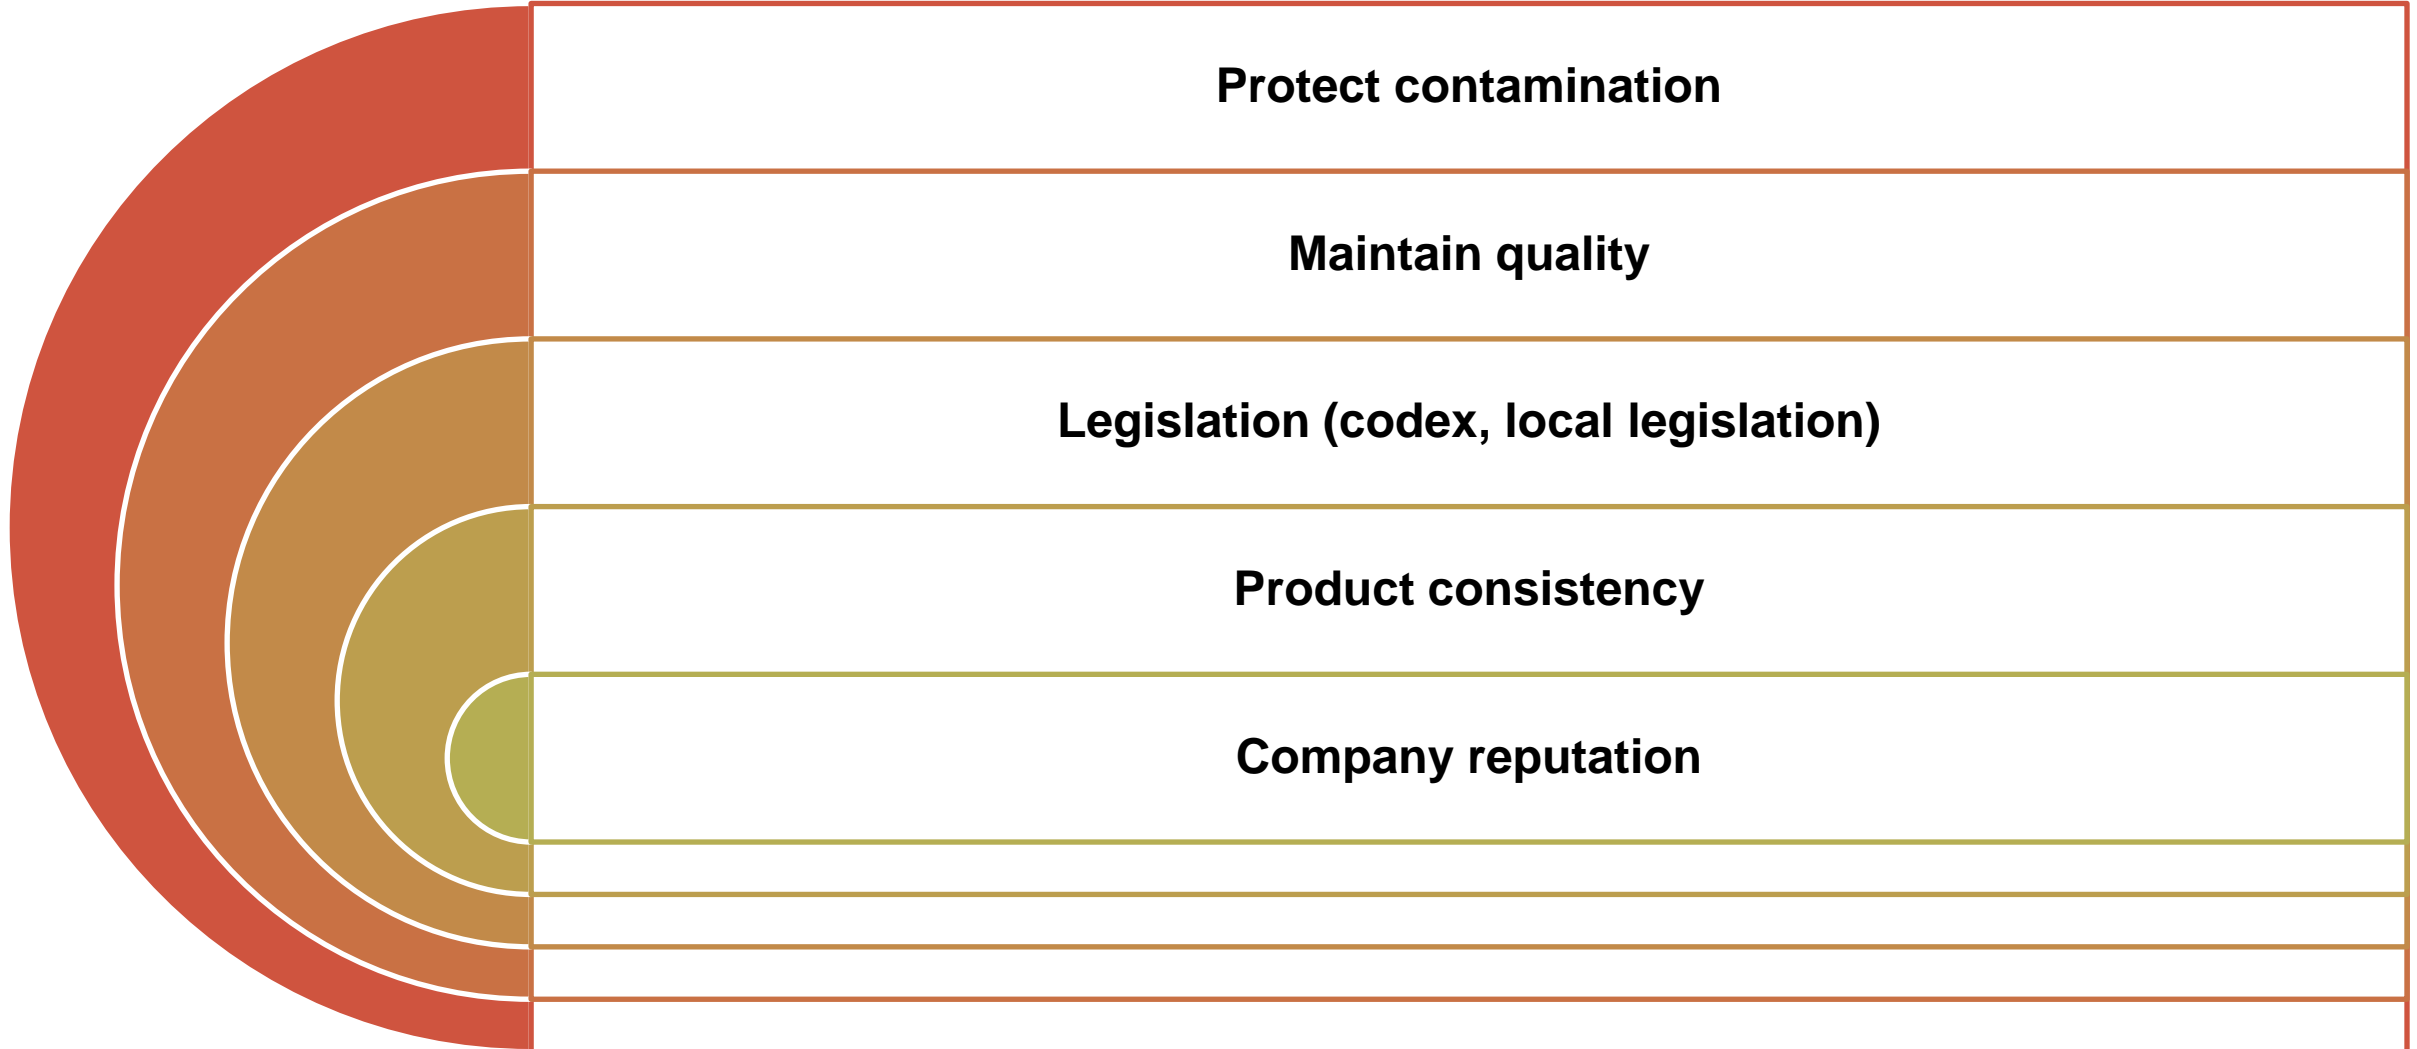 Protect contamination
Maintain quality
Legislation (codex, local legislation)
Product consistency
Company reputation